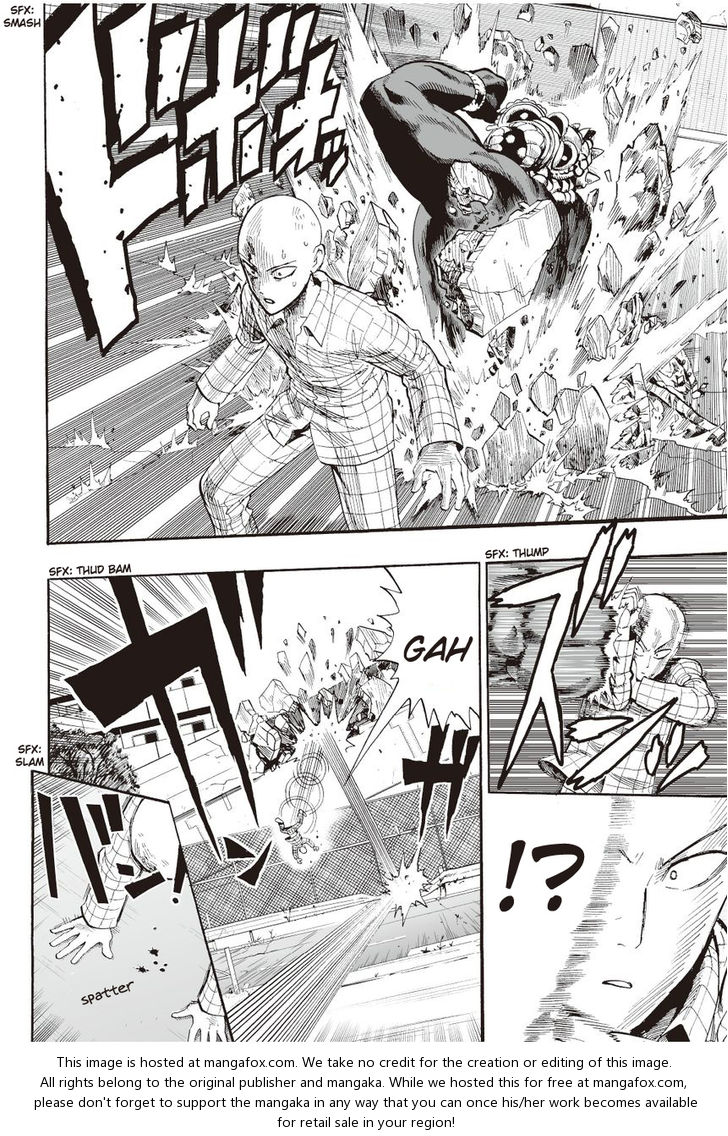 SFX:
SMASH
SFX: THUMP
!?
SFX: THUD BAM
GAH
SFX:
SLAM
バン!
spatter
This image is hosted at mangafox.com. We take no credit for the creation or editing of this image.
All rights belong to the original publisher and mangaka. While we hosted this for free at mangafox.com,
please don't forget to support the mangaka in any way that you can once his/her work becomes available
for retail sale in your region!